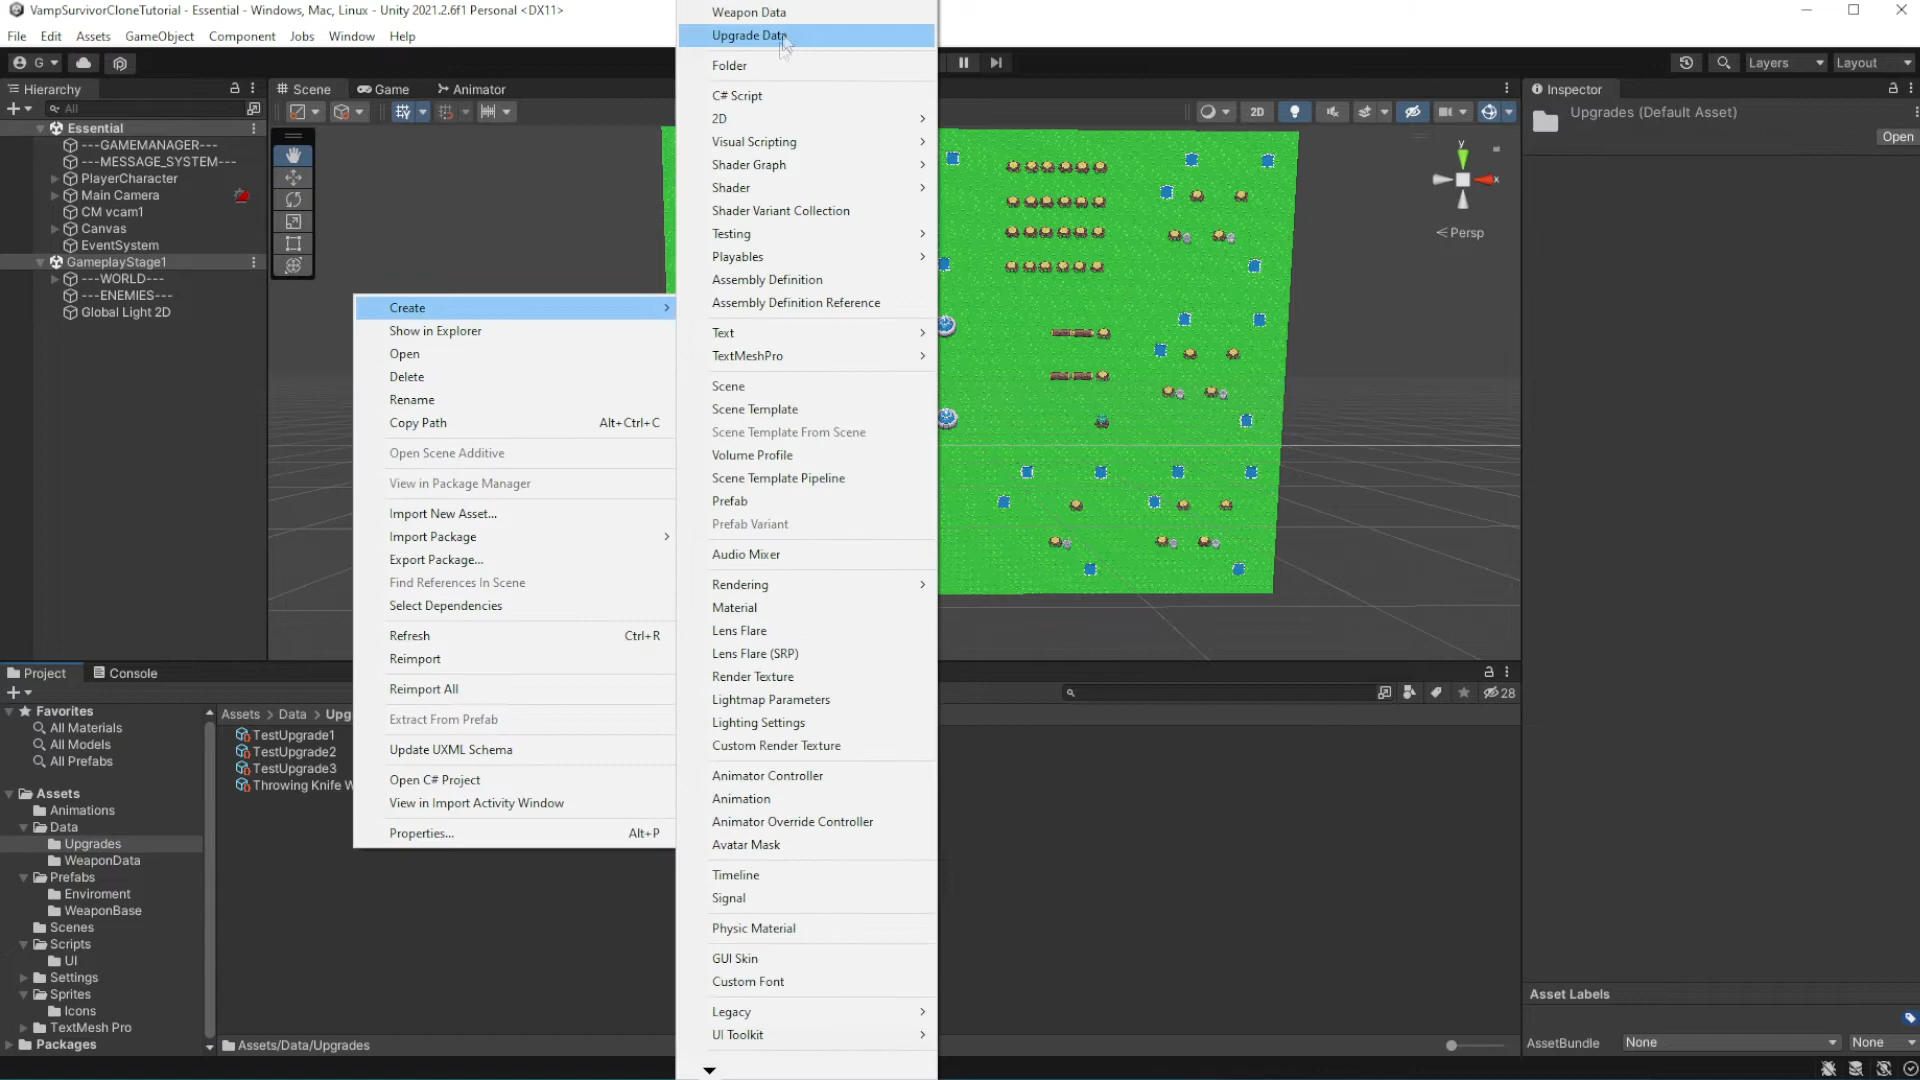 VampSurvivorCloneTutorial - Essential - Windows, Mac, Linux - Unity 2021.2.6f1 Personal <DX11>
File Edit Assets GameObject Component Jobs Window Help
G
Layers
Layout
Hierarchy
All
Essential
---GAMEMANAGER---
---MESSAGE_SYSTEM---
PlayerCharacter
Main Camera
CM vcam1
Canvas
EventSystem
GameplayStage1
---WORLD---
---ENEMIES---
Global Light 2D
Scene
Game
Animator
2D
y
x
Persp
Create
Show in Explorer
Open
Delete
Rename
Copy Path Alt+Ctrl+C
Open Scene Additive
View in Package Manager
Import New Asset...
Import Package
Export Package...
Find References In Scene
Select Dependencies
Refresh Ctrl+R
Reimport
Reimport All
Extract From Prefab
Update UXML Schema
Open C# Project
View in Import Activity Window
Properties... Alt+P
Weapon Data
Upgrade Data
Folder
C# Script
2D
Visual Scripting
Shader Graph
Shader
Shader Variant Collection
Testing
Playables
Assembly Definition
Assembly Definition Reference
Text
TextMeshPro
Scene
Scene Template
Scene Template From Scene
Volume Profile
Scene Template Pipeline
Prefab
Prefab Variant
Audio Mixer
Rendering
Material
Lens Flare
Lens Flare (SRP)
Render Texture
Lightmap Parameters
Lighting Settings
Custom Render Texture
Animator Controller
Animation
Animator Override Controller
Avatar Mask
Timeline
Signal
Physic Material
GUI Skin
Custom Font
Legacy
UI Toolkit
Inspector
Upgrades (Default Asset)
Open
Project
Console
28
Favorites
All Materials
All Models
All Prefabs
Assets
Animations
Data
Upgrades
WeaponData
Prefabs
Enviroment
WeaponBase
Scenes
Scripts
UI
Settings
Sprites
Icons
TextMesh Pro
Packages
Assets > Data > Upg
TestUpgrade1
TestUpgrade2
TestUpgrade3
Throwing Knife W
Assets/Data/Upgrades
Asset Labels
AssetBundle None None